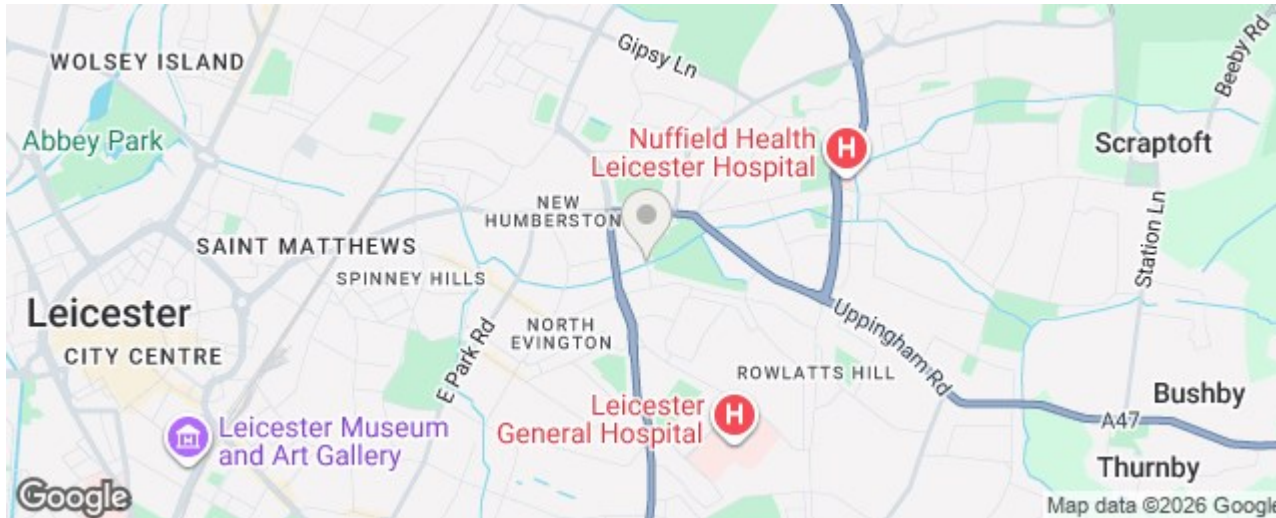 Gipsy Ln
Beeby Rd
WOLSEY ISLAND
Abbey Park
Nuffield Health
Leicester Hospital
H
Scraptoft
NEW
HUMBERSTON
SAINT MATTHEWS
SPINNEY HILLS
Station Ln
Leicester
CITY CENTRE
NORTH
EVINGTON
E Park Rd
Uppingham Rd
ROWLATTS HILL
Bushby
Leicester
General Hospital
H
A47
Leicester Museum
and Art Gallery
Thurnby
Google
Map data ©2026 Google